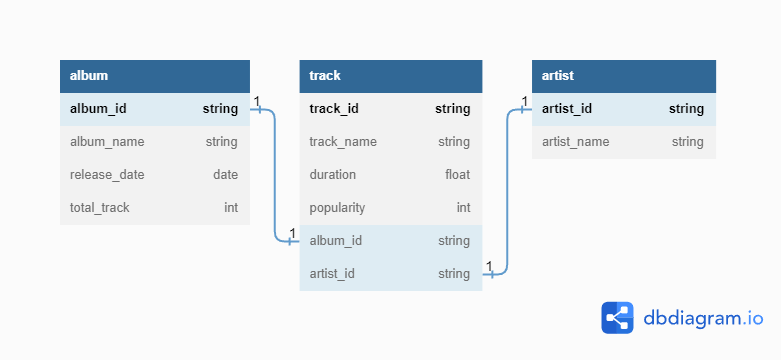 album
album_id string
album_name string
release_date date
total_track int
1
1
track
track_id string
track_name string
duration float
popularity int
album_id string
artist_id string
1
1
artist
artist_id string
artist_name string
dbdiagram.io